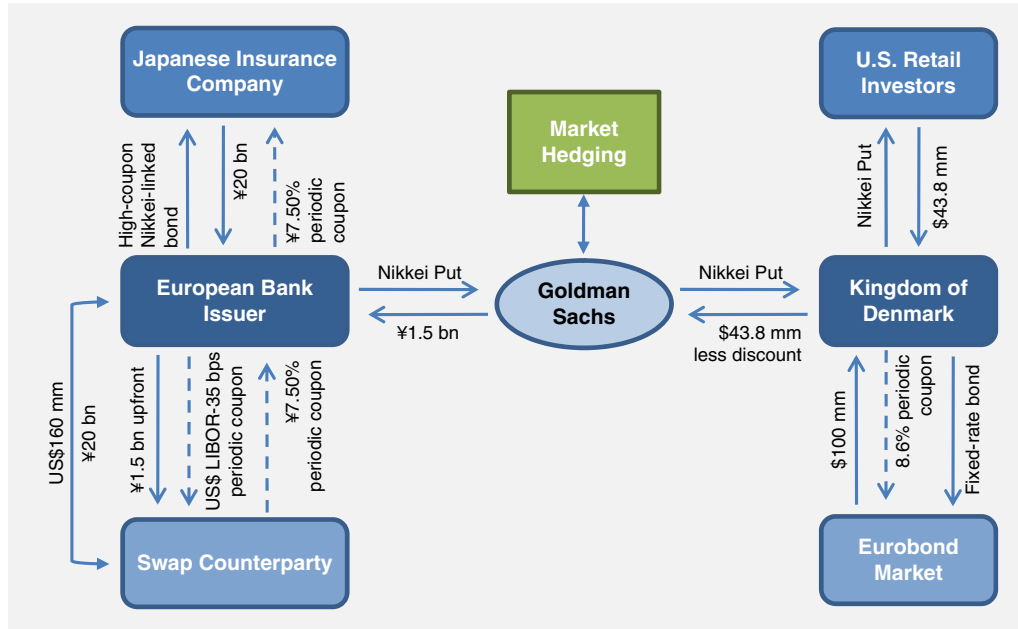 Japanese Insurance
Company
U.S. Retail
Investors
Market
Hedging
High-coupon
Nikkei-linked
bond
¥20 bn
¥7.50%
periodic
coupon
Nikkei Put
$43.8 mm
European Bank
Issuer
Nikkei Put
¥1.5 bn
Goldman
Sachs
Nikkei Put
$43.8 mm
less discount
Kingdom of
Denmark
US$160 mm
¥20 bn
¥1.5 bn upfront
US$ LIBOR-35 bps
periodic coupon
¥7.50%
periodic coupon
$100 mm
8.6% periodic
coupon
Fixed-rate bond
Swap Counterparty
Eurobond
Market